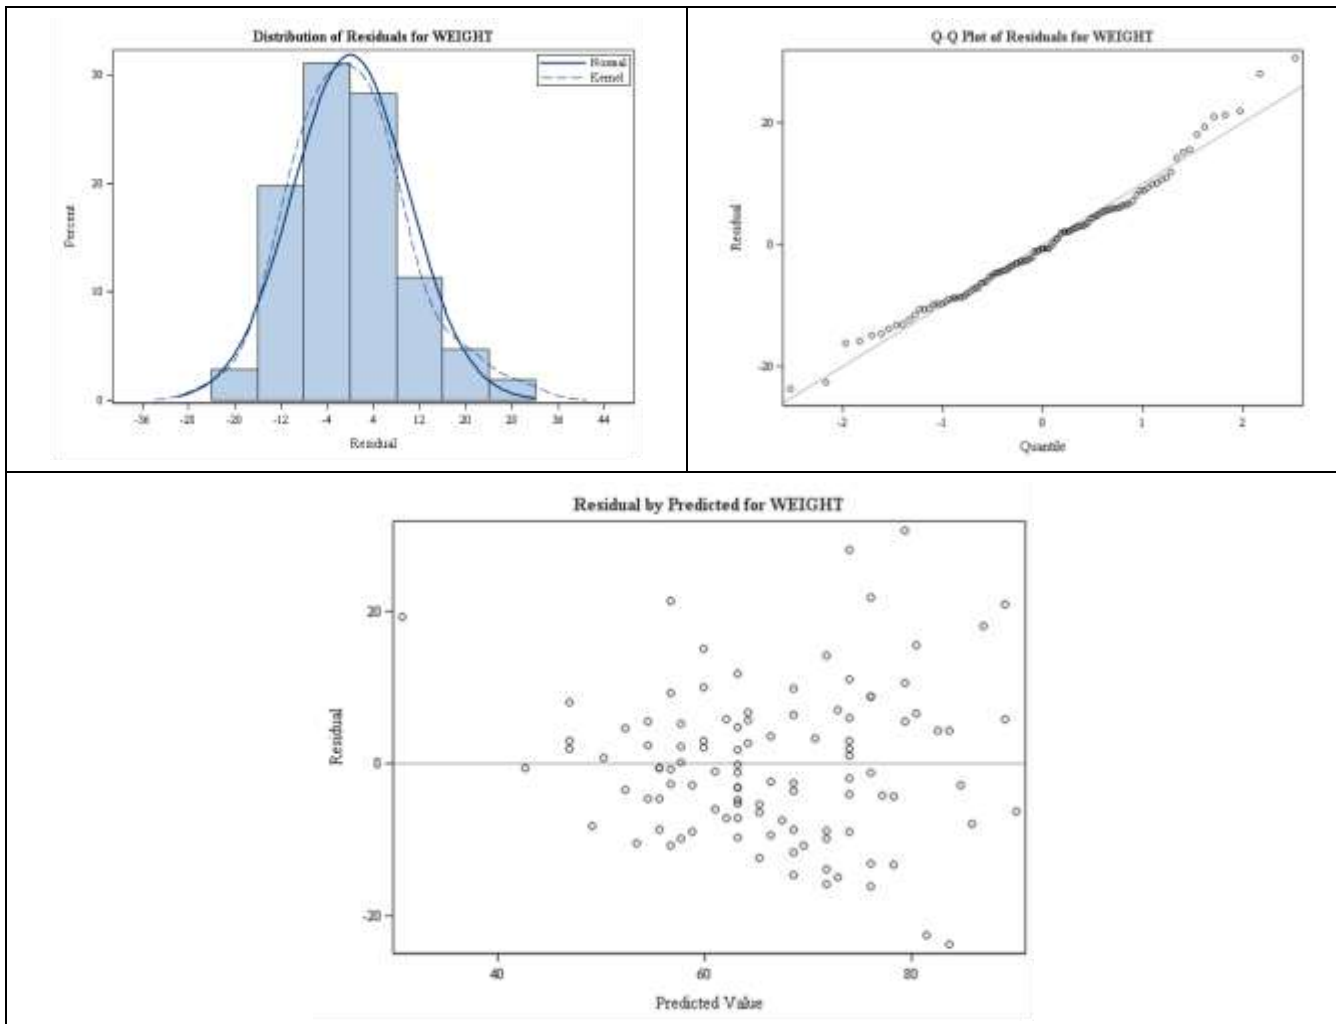 Distribution of Residuals for WEIGHT
Normal
Kernel
30
20
10
0
Percent
-36 -28 -20 -12 -4 4 12 20 28 36 44
Residual
Q-Q Plot of Residuals for WEIGHT
20
0
-20
Residual
-2 -1 0 1 2
Quantile
Residual by Predicted for WEIGHT
20
0
-20
Residual
40 60 80
Predicted Value